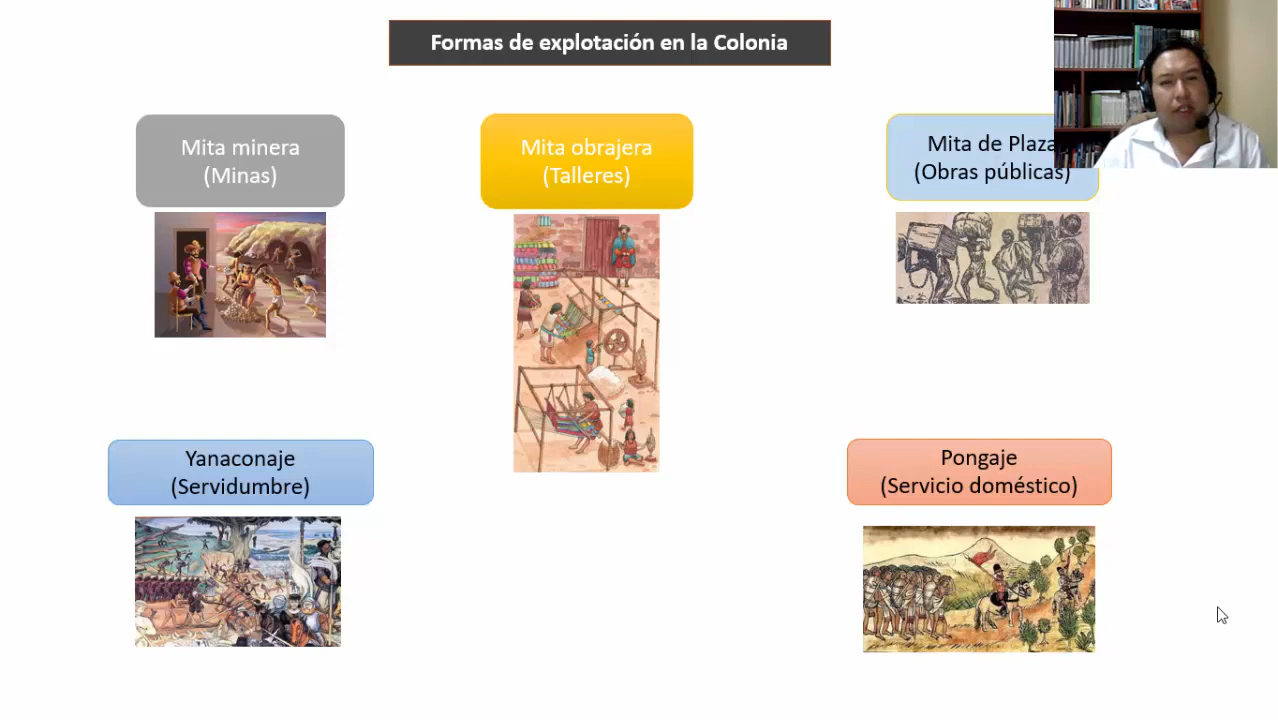 Formas de explotación en la Colonia
Mita minera
(Minas)
Mita obrajera
(Talleres)
Mita de Plaza
(Obras públicas)
Yanaconaje
(Servidumbre)
Pongaje
(Servicio doméstico)